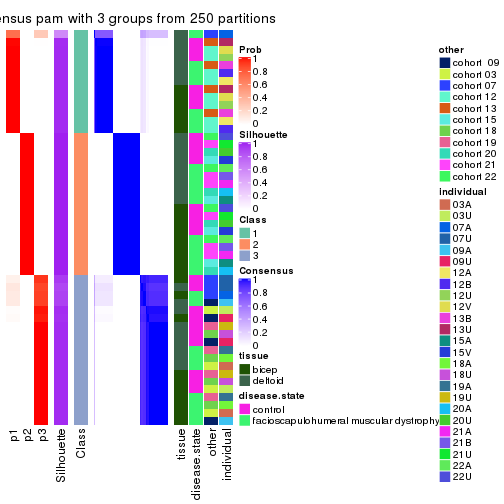 ensus pam with 3 groups from 250 partitions
Prob
1
0.8
0.6
0.4
0.2
0
Silhouette
1
0.8
0.6
0.4
0.2
0
Class
1
2
3
Consensus
1
0.8
0.6
0.4
0.2
0
tissue
bicep
deltoid
disease.state
control
facioscapulohumeral muscular dystrophy
other
cohort 09
cohort 03
cohort 07
cohort 12
cohort 13
cohort 15
cohort 18
cohort 19
cohort 20
cohort 21
cohort 22
individual
03A
03U
07A
07U
09A
09U
12A
12B
12U
12V
13B
13U
15A
15V
18A
18U
19A
19U
20A
20U
21A
21B
21U
22A
22U
p1
p2
p3
Silhouette
Class
tissue
disease.state
other
individual